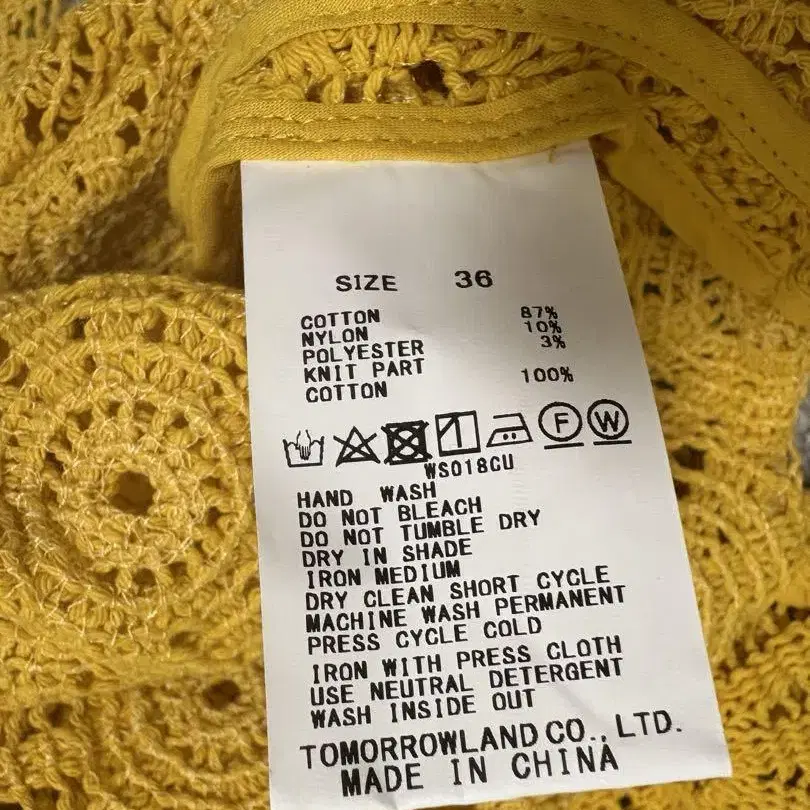 SIZE 36
COTTON 87%
NYLON 10%
POLYESTER 3%
KNIT PART
COTTON 100%
F W
WS018CU
HAND WASH
DO NOT BLEACH
DO NOT TUMBLE DRY
DRY IN SHADE
IRON MEDIUM
DRY CLEAN SHORT CYCLE
MACHINE WASH PERMANENT
PRESS CYCLE COLD
IRON WITH PRESS CLOTH
USE NEUTRAL DETERGENT
WASH INSIDE OUT
TOMORROWLAND CO., LTD.
MADE IN CHINA